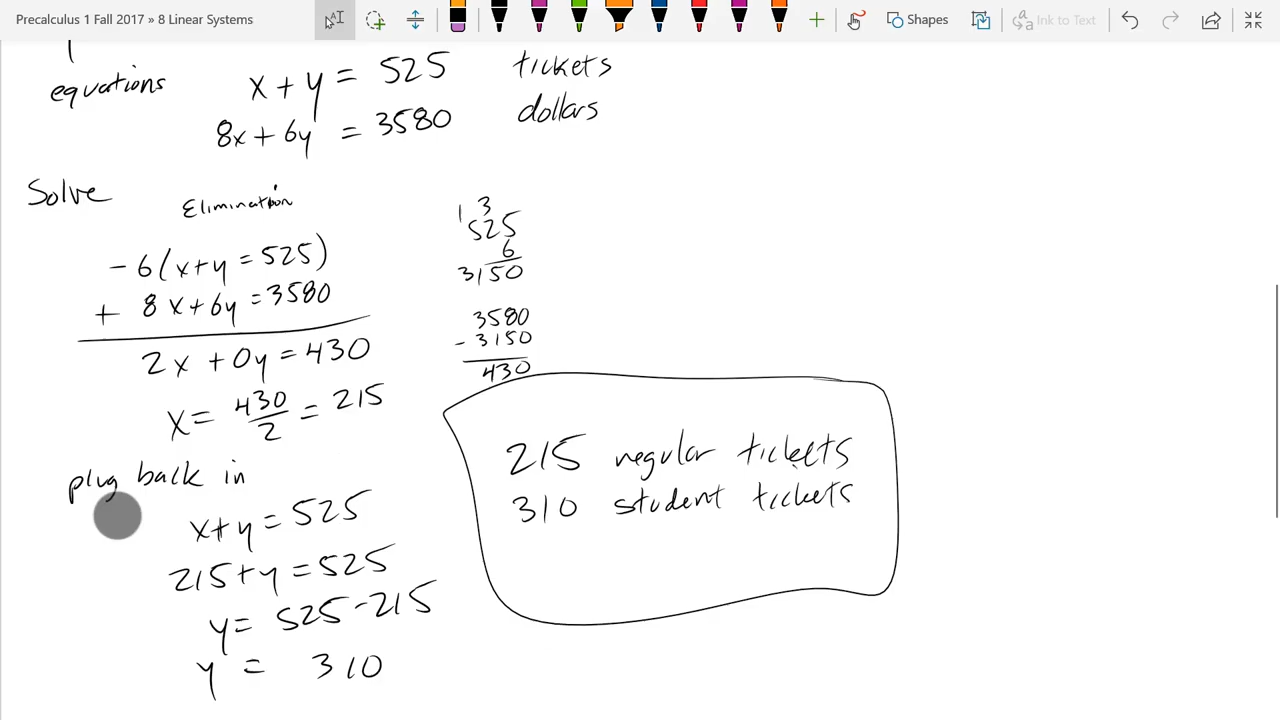 Precalculus 1 Fall 2017 » 8 Linear Systems
Shapes
Ink to Text
equations
x + y = 525 tickets
8x + 6y = 3580 dollars
Solve
Elimination
-6(x+y = 525)
+ 8x+6y = 3580
2x + 0y = 430
x = 430/2 = 215
1 3
525
6
3150
3580
-3150
430
plug back in
x+y = 525
215+y = 525
y = 525-215
y = 310
215 regular tickets
310 student tickets